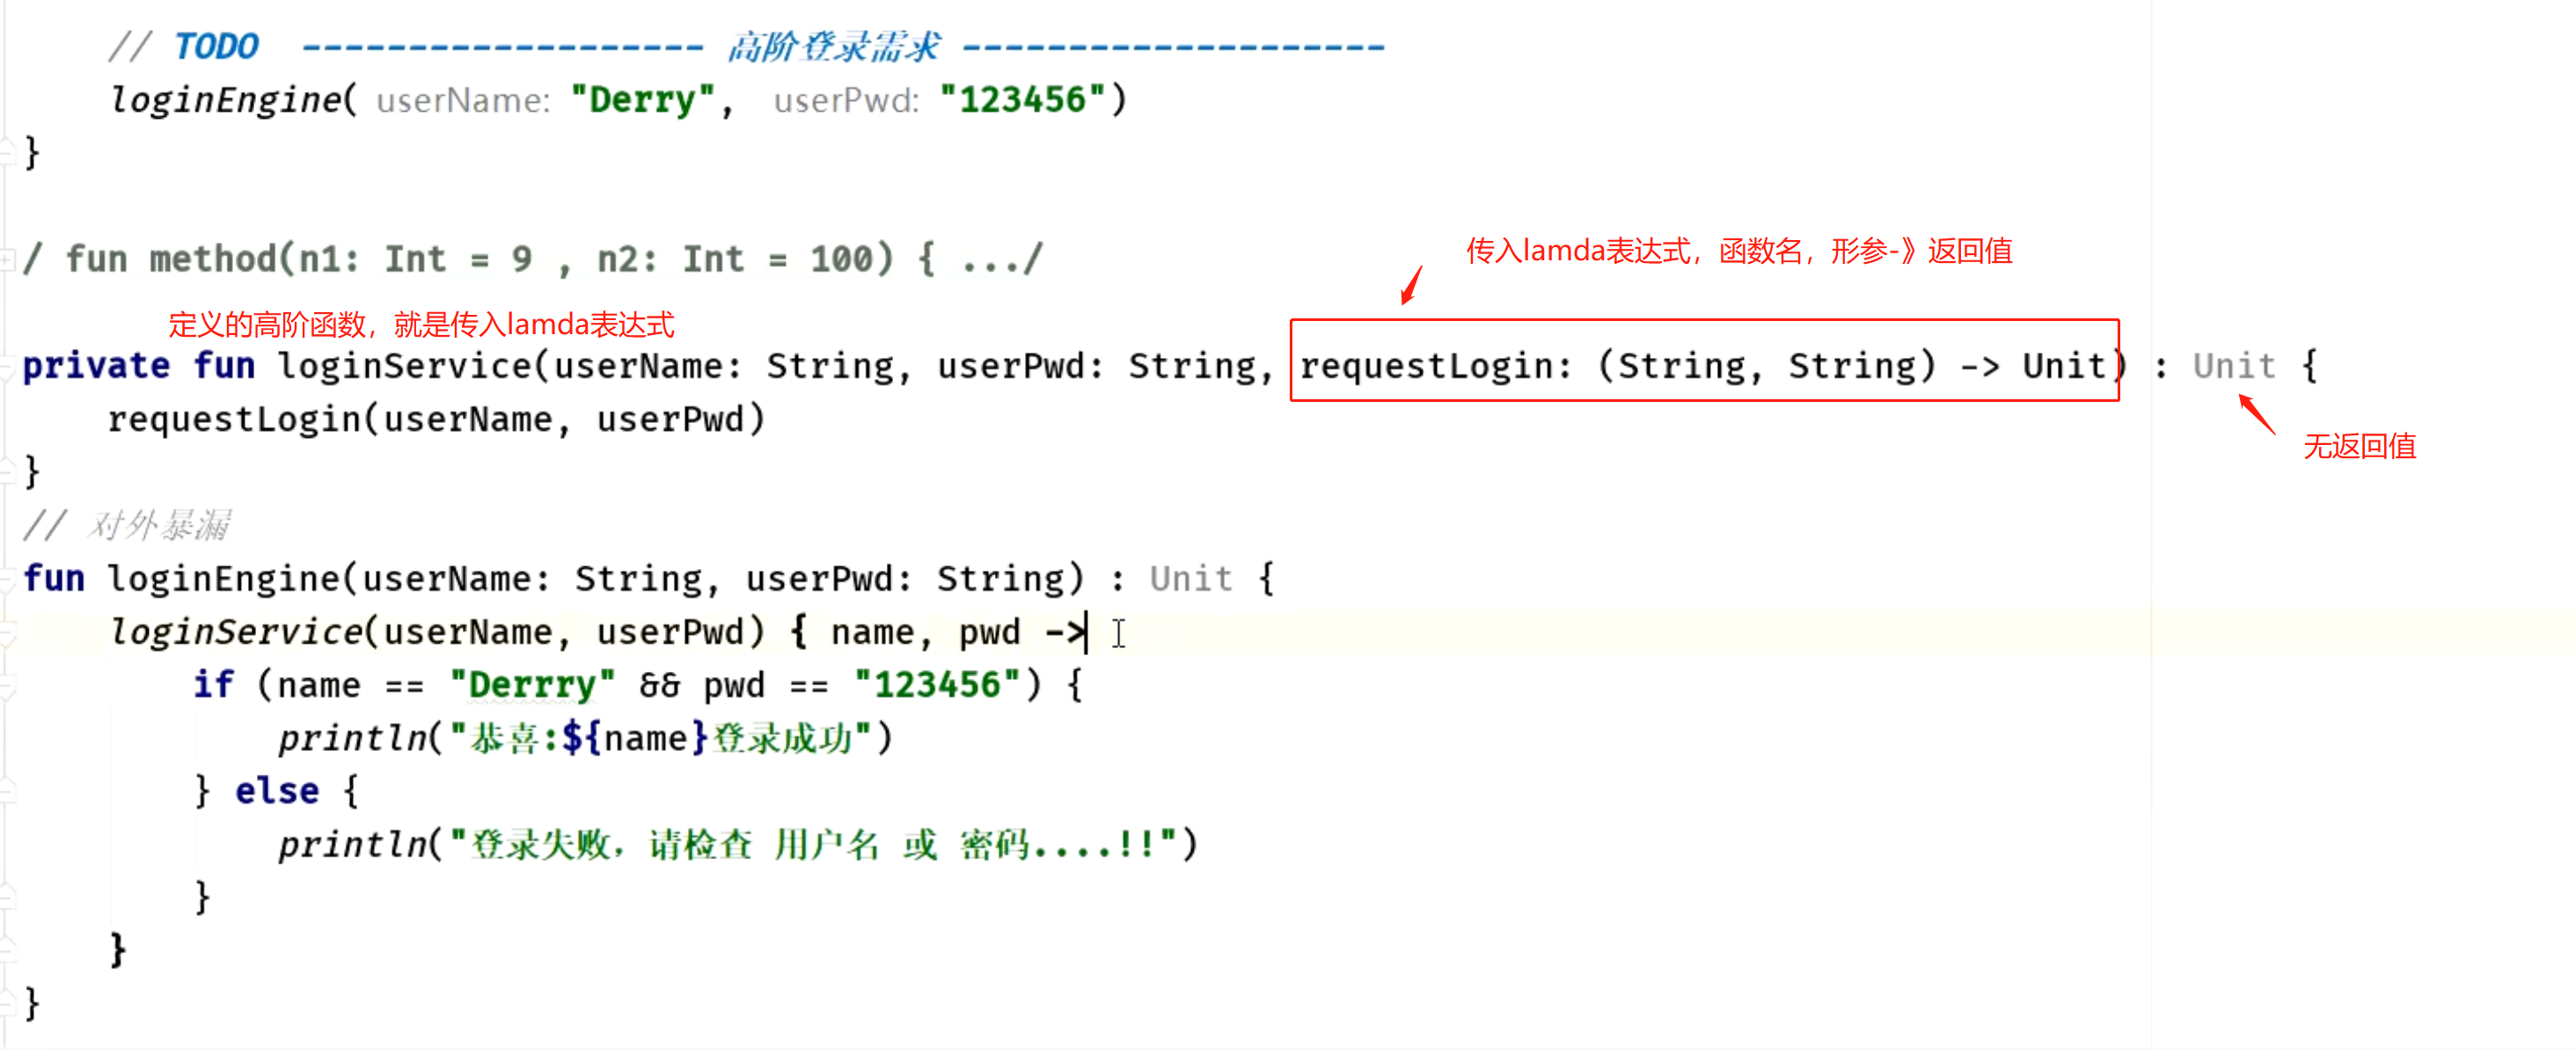 // TODO ------------------- 高阶登录需求 --------------------
loginEngine( userName: "Derry", userPwd: "123456")
}
/ fun method(n1: Int = 9 , n2: Int = 100) { .../
传入lamda表达式，函数名，形参-》返回值
定义的高阶函数，就是传入lamda表达式
private fun loginService(userName: String, userPwd: String, requestLogin: (String, String) -> Unit) : Unit {
requestLogin(userName, userPwd)
无返回值
}
// 对外暴漏
fun loginEngine(userName: String, userPwd: String) : Unit {
loginService(userName, userPwd) { name, pwd ->
if (name == "Derrry" && pwd == "123456") {
println("恭喜:${name}登录成功")
} else {
println("登录失败，请检查 用户名 或 密码....!!")
}
}
}